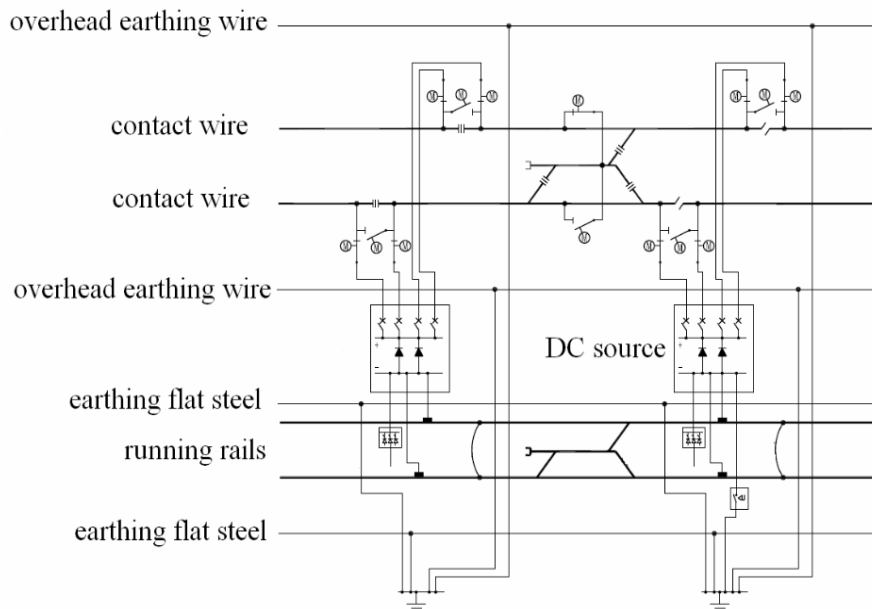 overhead earthing wire
M M M M M M
M
contact wire
contact wire
M
M M M M M M
overhead earthing wire
DC source
+ +
- -
earthing flat steel
running rails
e
earthing flat steel